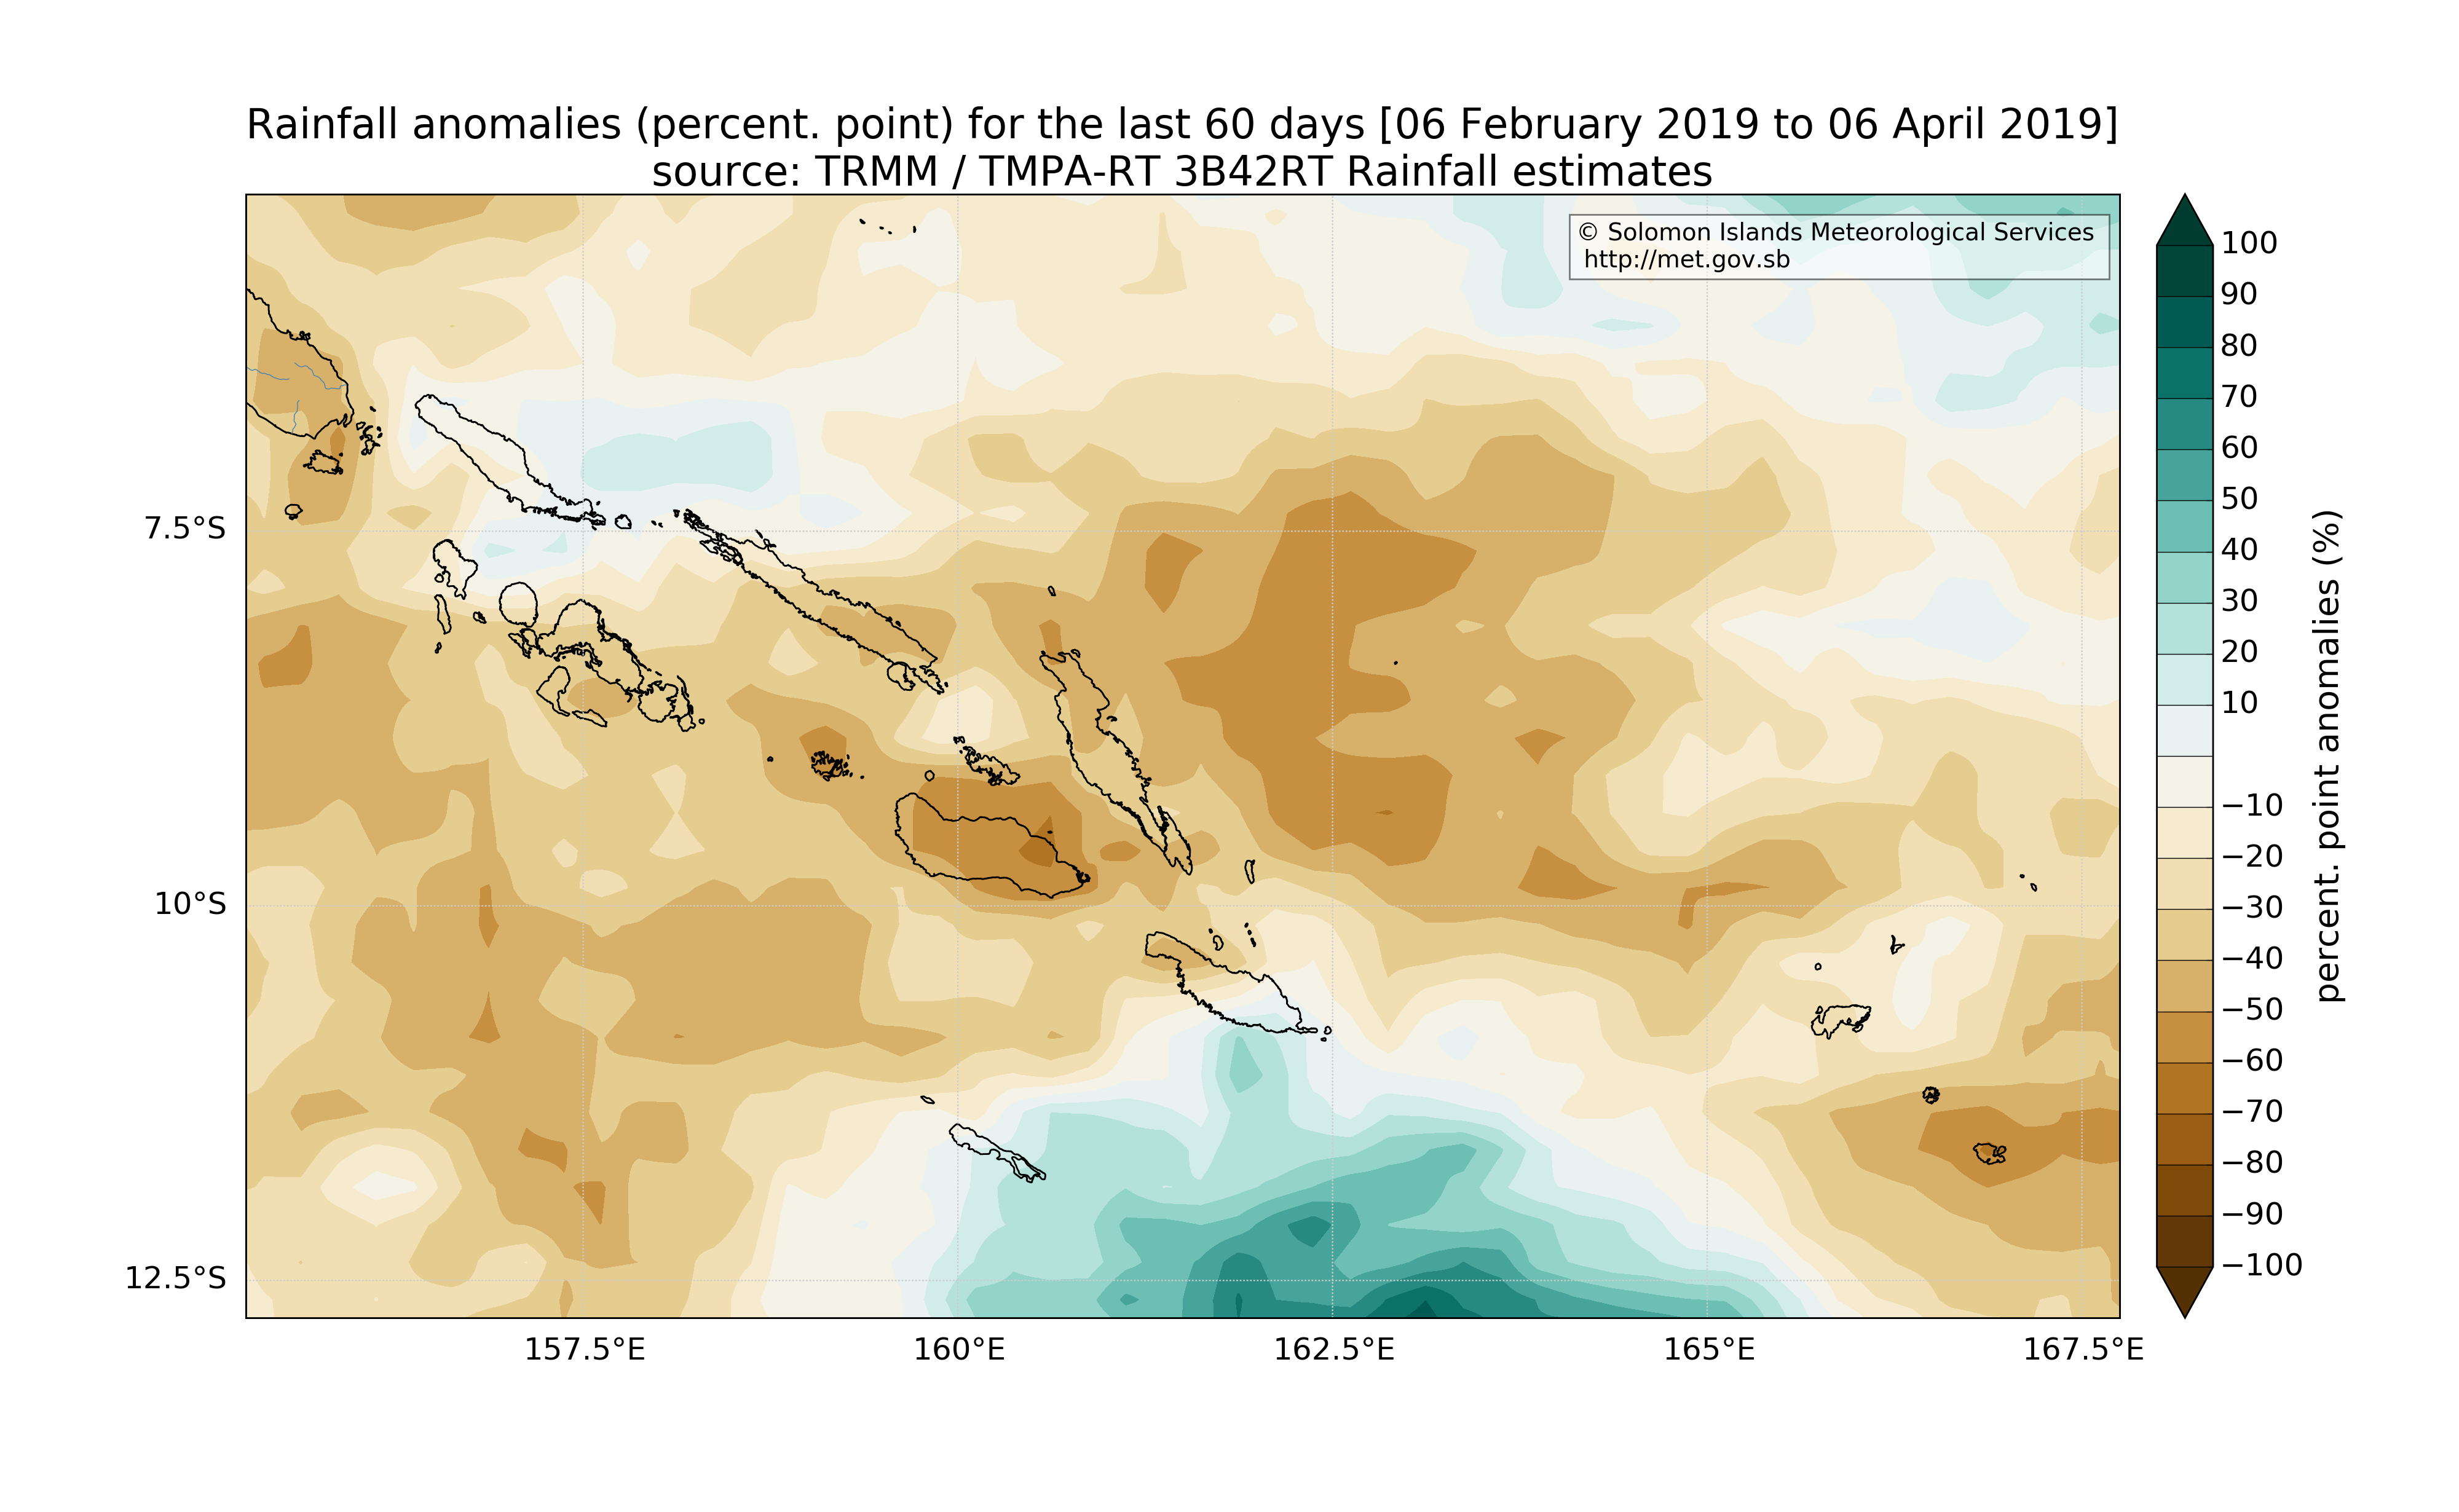 Rainfall anomalies (percent. point) for the last 60 days [06 February 2019 to 06 April 2019]
source: TRMM / TMPA-RT 3B42RT Rainfall estimates
© Solomon Islands Meteorological Services
http://met.gov.sb
7.5°S
10°S
12.5°S
157.5°E
160°E
162.5°E
165°E
167.5°E
100
90
80
70
60
50
40
30
20
10
−10
−20
−30
−40
−50
−60
−70
−80
−90
−100
percent. point anomalies (%)